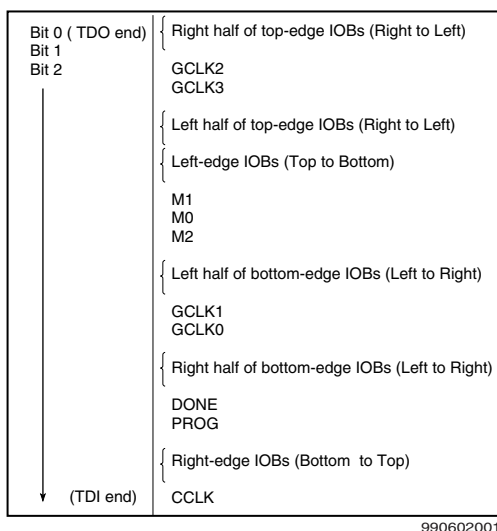 Bit 0 ( TDO end)
Bit 1
Bit 2
Right half of top-edge IOBs (Right to Left)
GCLK2
GCLK3
Left half of top-edge IOBs (Right to Left)
Left-edge IOBs (Top to Bottom)
M1
M0
M2
Left half of bottom-edge IOBs (Left to Right)
GCLK1
GCLK0
Right half of bottom-edge IOBs (Left to Right)
DONE
PROG
Right-edge IOBs (Bottom to Top)
(TDI end)
CCLK
990602001